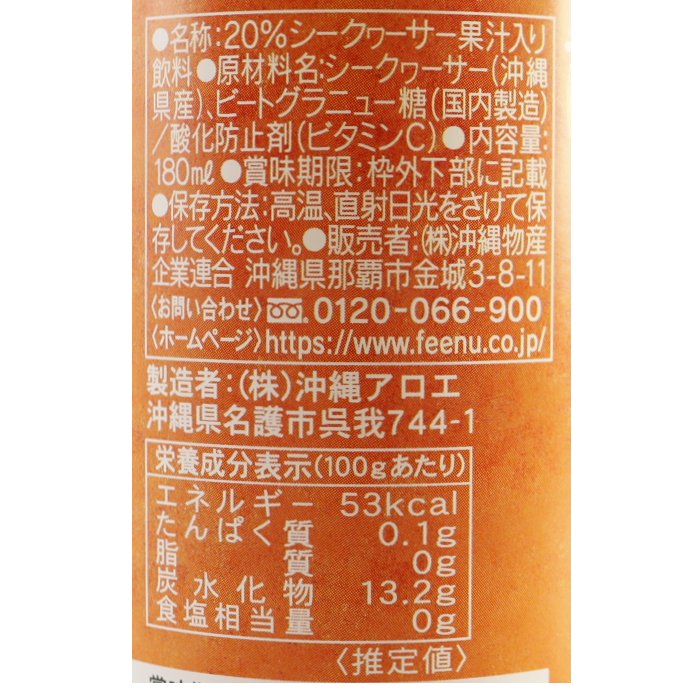 ●名称：20％シークヮーサー果汁入り
飲料●原材料名：シークヮーサー（沖縄
県産）、ビートグラニュー糖（国内製造）
／酸化防止剤（ビタミンC）●内容量：
180㎖●賞味期限：枠外下部に記載
●保存方法：高温、直射日光をさけて保
存してください。●販売者：㈱沖縄物産
企業連合 沖縄県那覇市金城3-8-11
〈お問い合わせ〉 0120-066-900
〈ホームページ〉https://www.feenu.co.jp/
製造者：（株）沖縄アロエ
沖縄県名護市呉我744-1
栄養成分表示（100gあたり）
エネルギー 53kcal
たんぱく質 0.1g
脂質 0g
炭水化物 13.2g
食塩相当量 0g
〈推定値〉